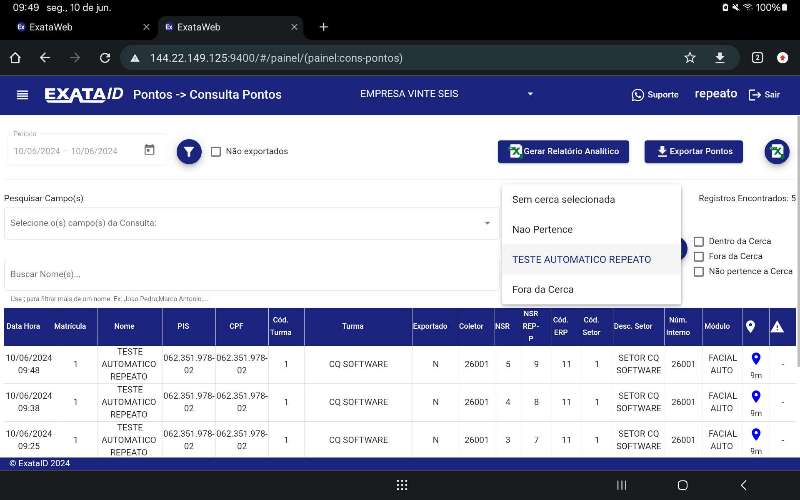 09:49 seg., 10 de jun.
100%
Ex ExataWeb
Ex ExataWeb
144.22.149.125:9400/#/painel/(painel:cons-pontos)
2
EXATAID
Pontos -> Consulta Pontos
EMPRESA VINTE SEIS
Suporte
repeato
Sair
Período
10/06/2024 – 10/06/2024
Não exportados
Gerar Relatório Analítico
Exportar Pontos
Pesquisar Campo(s)
Registros Encontrados: 5
Selecione o(s) campo(s) da Consulta:
Sem cerca selecionada
Nao Pertence
TESTE AUTOMATICO REPEATO
Fora da Cerca
Dentro da Cerca
Fora da Cerca
Não pertence a Cerca
Buscar Nome(s)...
Use ; para filtrar mais de um nome. Ex: Joao Pedro;Marco Antonio;...
Data Hora Matrícula Nome PIS CPF Cód. Turma Turma Exportado Coletor NSR NSR REP-P Cód. ERP Cód. Setor Desc. Setor Núm. Interno Módulo
10/06/2024 09:48 1 TESTE AUTOMATICO REPEATO 062.351.978-02 062.351.978-02 1 CQ SOFTWARE N 26001 5 9 11 1 SETOR CQ SOFTWARE 26001 FACIAL AUTO 9m -
10/06/2024 09:38 1 TESTE AUTOMATICO REPEATO 062.351.978-02 062.351.978-02 1 CQ SOFTWARE N 26001 4 8 11 1 SETOR CQ SOFTWARE 26001 FACIAL AUTO 9m -
10/06/2024 09:25 1 TESTE AUTOMATICO REPEATO 062.351.978-02 062.351.978-02 1 CQ SOFTWARE N 26001 3 7 11 1 SETOR CQ SOFTWARE 26001 FACIAL AUTO 9m -
© ExataID 2024